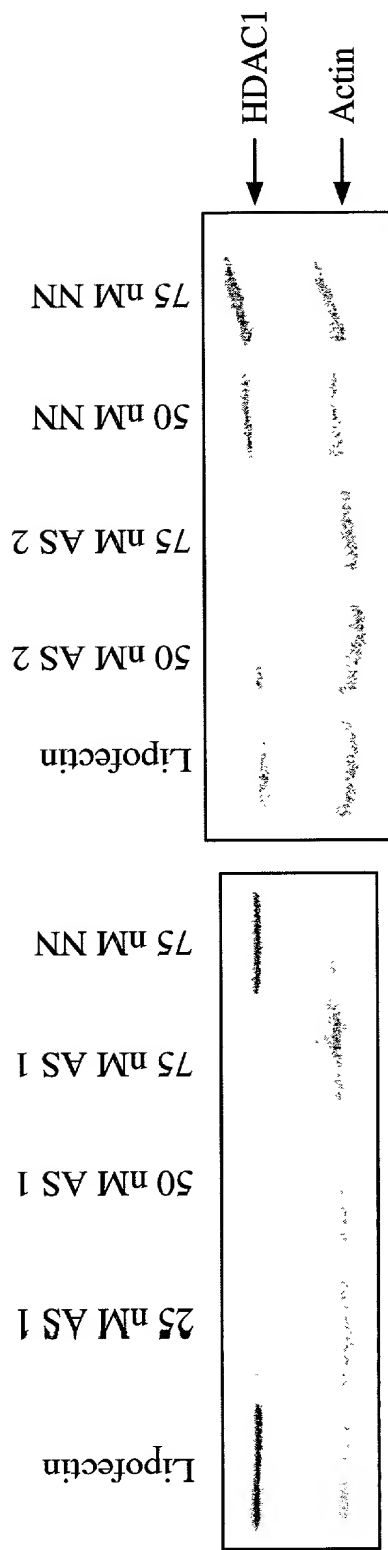 Lipofectin
25 nM AS 1
50 nM AS 1
75 nM AS 1
75 nM NN
Lipofectin
50 nM AS 2
75 nM AS 2
50 nM NN
75 nM NN
HDAC1
Actin